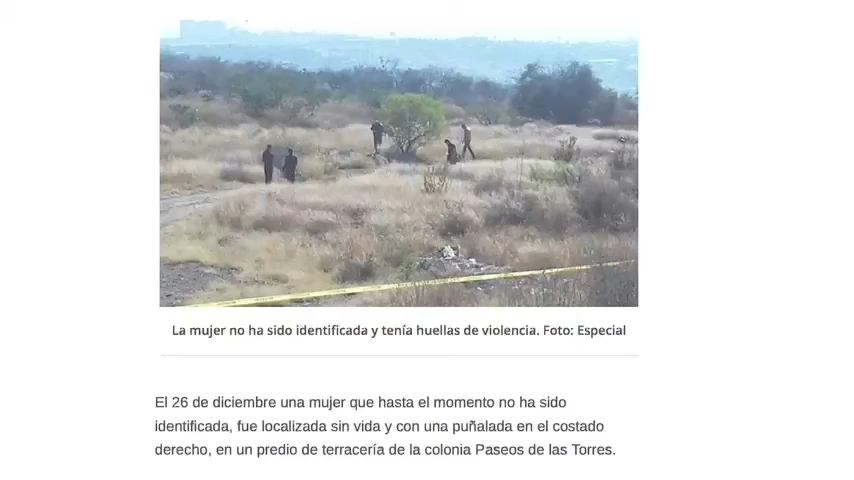 La mujer no ha sido identificada y tenía huellas de violencia. Foto: Especial
El 26 de diciembre una mujer que hasta el momento no ha sido
identificada, fue localizada sin vida y con una puñalada en el costado
derecho, en un predio de terracería de la colonia Paseos de las Torres.